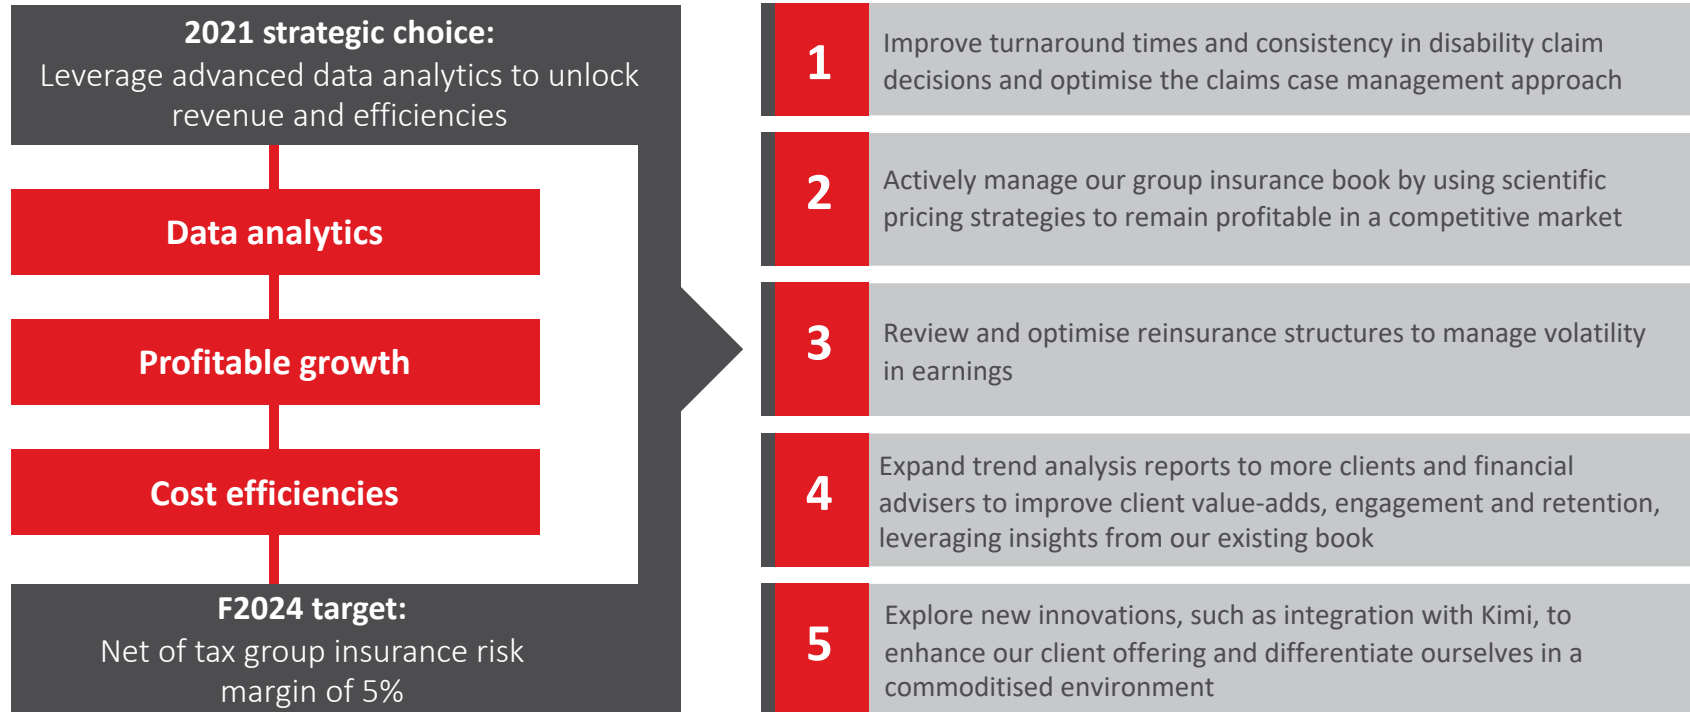 2021 strategic choice:
Leverage advanced data analytics to unlock
revenue and efficiencies
Data analytics
Profitable growth
Cost efficiencies
F2024 target:
Net of tax group insurance risk
margin of 5%
1
Improve turnaround times and consistency in disability claim
decisions and optimise the claims case management approach
2
Actively manage our group insurance book by using scientific
pricing strategies to remain profitable in a competitive market
3
Review and optimise reinsurance structures to manage volatility
in earnings
4
Expand trend analysis reports to more clients and financial
advisers to improve client value-adds, engagement and retention,
leveraging insights from our existing book
5
Explore new innovations, such as integration with Kimi, to
enhance our client offering and differentiate ourselves in a
commoditised environment